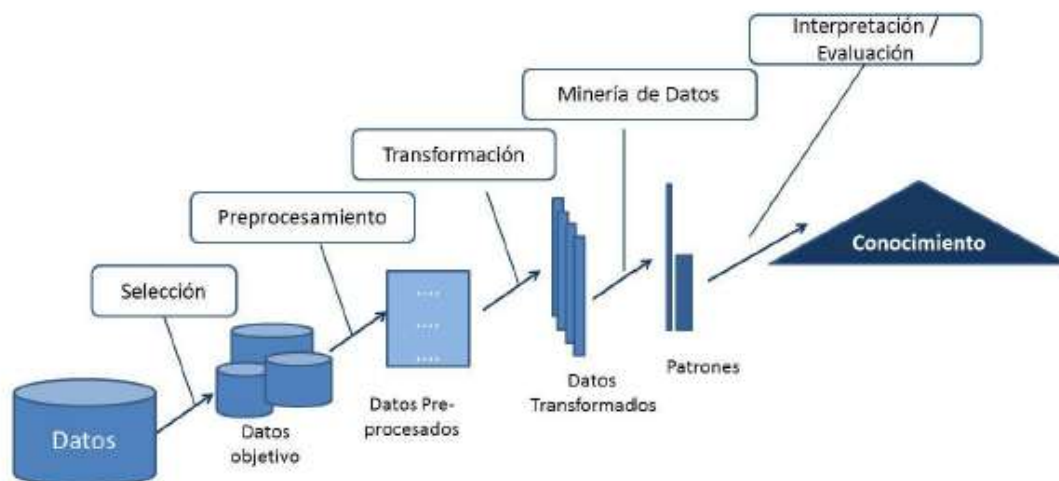 Interpretación /
Evaluación
Minería de Datos
Transformación
Preprocesamiento
Selección
Conocimiento
Datos
Datos
objetivo
Datos Pre-
procesados
Datos
Transformados
Patrones